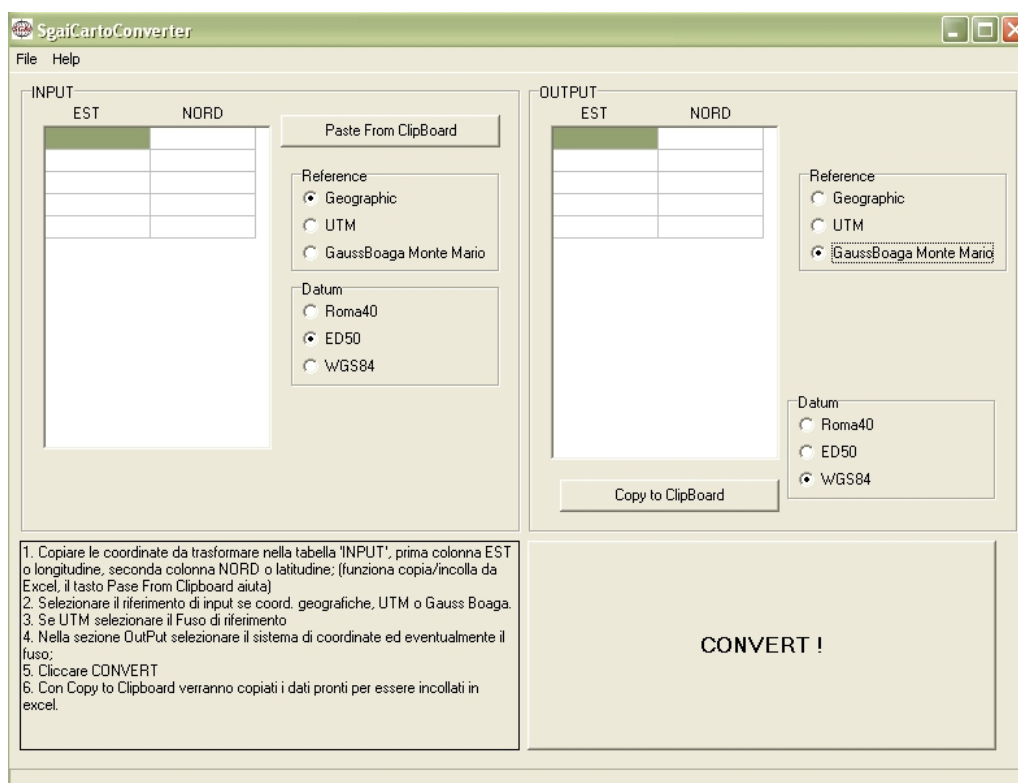 SgaiCartoConverter
File Help
INPUT
EST NORD
Paste From ClipBoard
Reference
Geographic
UTM
GaussBoaga Monte Mario
Datum
Roma40
ED50
WGS84
OUTPUT
EST NORD
Reference
Geographic
UTM
GaussBoaga Monte Mario
Datum
Roma40
ED50
WGS84
Copy to ClipBoard
1. Copiare le coordinate da trasformare nella tabella 'INPUT', prima colonna EST
o longitudine, seconda colonna NORD o latitudine; (funziona copia/incolla da
Excel, il tasto Pase From Clipboard aiuta)
2. Selezionare il riferimento di input se coord. geografiche, UTM o Gauss Boaga.
3. Se UTM selezionare il Fuso di riferimento
4. Nella sezione OutPut selezionare il sistema di coordinate ed eventualmente il
fuso;
5. Cliccare CONVERT
6. Con Copy to Clipboard verranno copiati i dati pronti per essere incollati in
excel.
CONVERT !